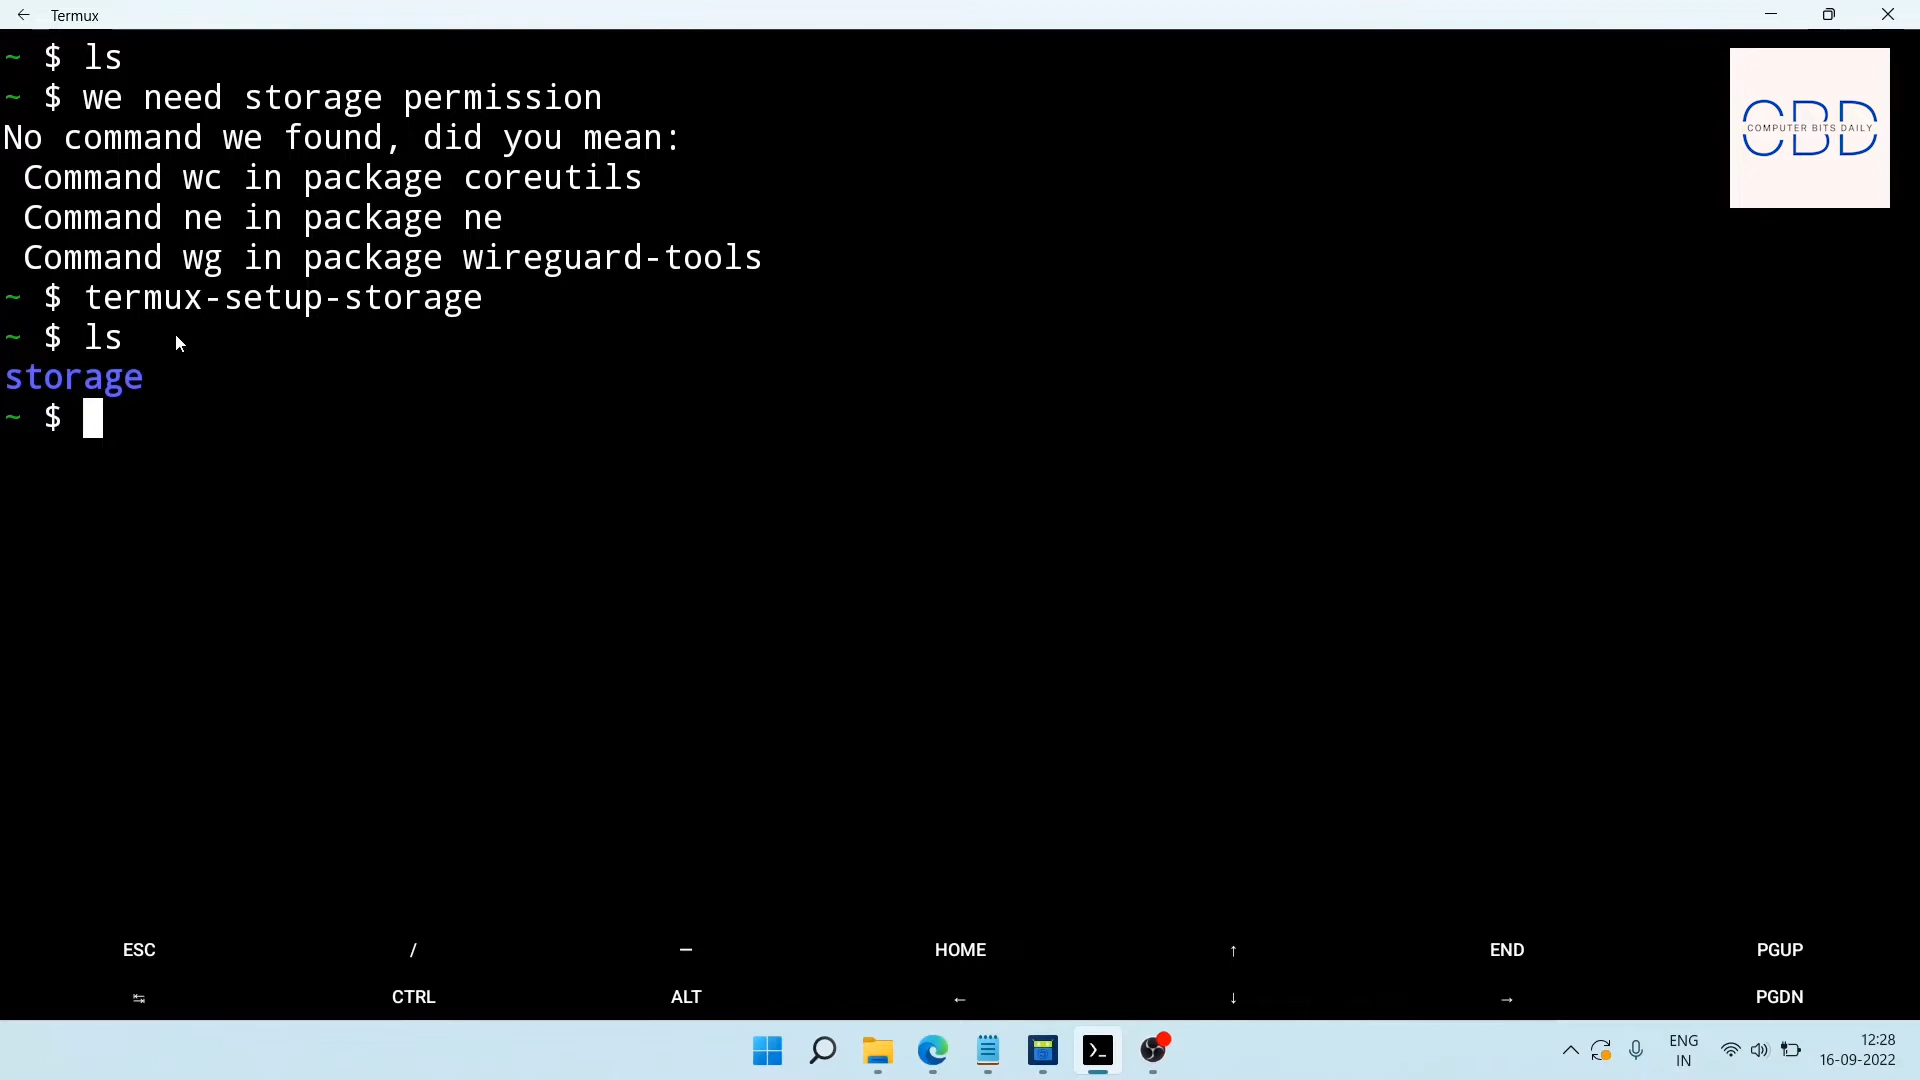 ← Termux
~ $ ls
~ $ we need storage permission
No command we found, did you mean:
Command wc in package coreutils
Command ne in package ne
Command wg in package wireguard-tools
~ $ termux-setup-storage
~ $ ls
storage
~ $
CBD
COMPUTER BITS DAILY
ESC / — HOME ↑ END PGUP
↹ CTRL ALT ← ↓ → PGDN
ENG 12:28
IN 16-09-2022